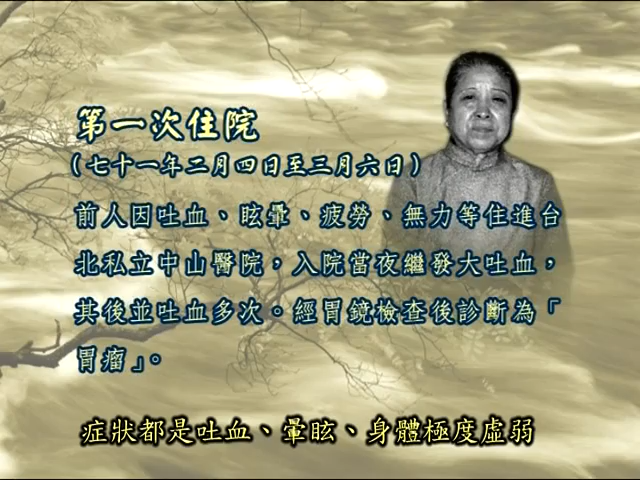 第一次住院
(七十一年二月四日至三月六日)
前人因吐血、眩暈、疲勞、無力等住進台
北私立中山醫院，入院當夜繼發大吐血，
其後並吐血多次。經胃鏡檢查後診斷為「
胃瘤」。
症狀都是吐血、暈眩、身體極度虛弱